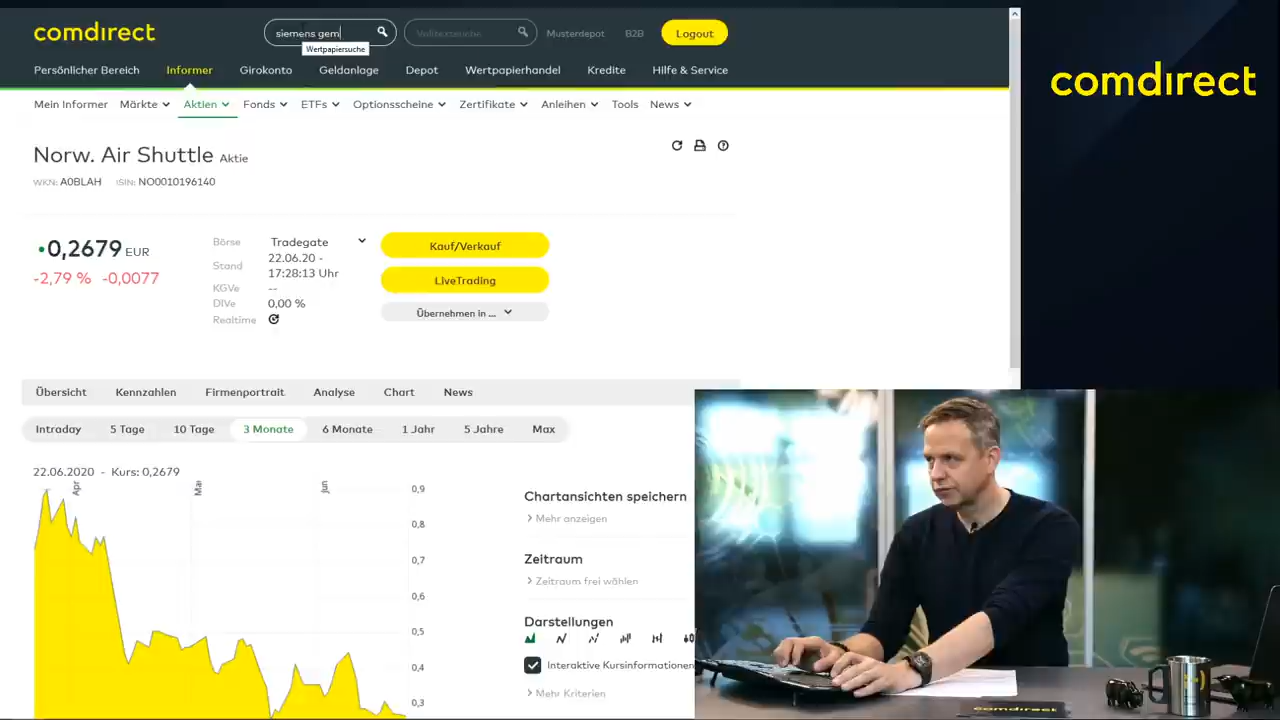 comdirect
siemens gem
Volltextsuche
Musterdepot
B2B
Logout
Wertpapiersuche
Persönlicher Bereich
Informer
Girokonto
Geldanlage
Depot
Wertpapierhandel
Kredite
Hilfe & Service
comdirect
Mein Informer
Märkte
Aktien
Fonds
ETFs
Optionsscheine
Zertifikate
Anleihen
Tools
News
Norw. Air Shuttle Aktie
WKN: A0BLAH ISIN: NO0010196140
0,2679 EUR
-2,79 % -0,0077
Börse Tradegate
Stand 22.06.20 -
17:28:13 Uhr
KGVe --
DIVe 0,00 %
Realtime
Kauf/Verkauf
LiveTrading
Übernehmen in ...
Übersicht
Kennzahlen
Firmenportrait
Analyse
Chart
News
Intraday
5 Tage
10 Tage
3 Monate
6 Monate
1 Jahr
5 Jahre
Max
22.06.2020 - Kurs: 0,2679
Apr
Mai
Jun
0,9
0,8
0,7
0,6
0,5
0,4
0,3
Chartansichten speichern
Mehr anzeigen
Zeitraum
Zeitraum frei wählen
Darstellungen
Interaktive Kursinformationen
Mehr Kriterien
comdirect